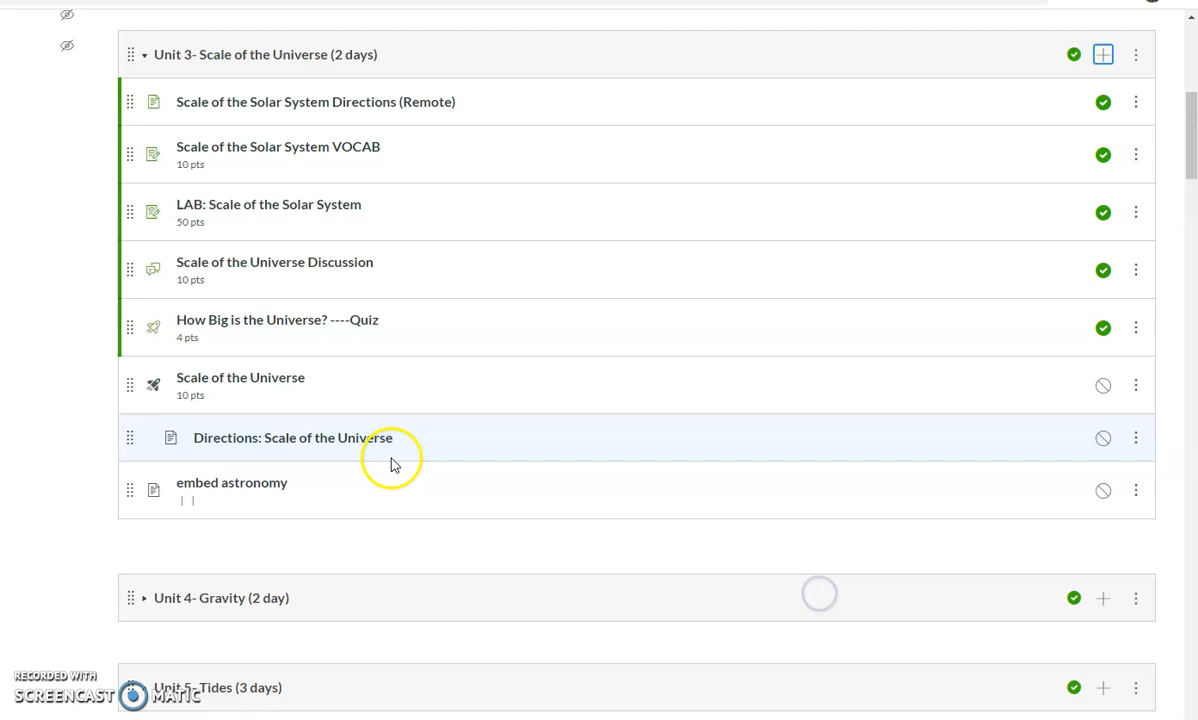 Unit 3- Scale of the Universe (2 days)
Scale of the Solar System Directions (Remote)
Scale of the Solar System VOCAB
10 pts
LAB: Scale of the Solar System
50 pts
Scale of the Universe Discussion
10 pts
How Big is the Universe? ----Quiz
4 pts
Scale of the Universe
10 pts
Directions: Scale of the Universe
embed astronomy
| |
Unit 4- Gravity (2 day)
Unit 5- Tides (3 days)
RECORDED WITH
SCREENCAST MATIC